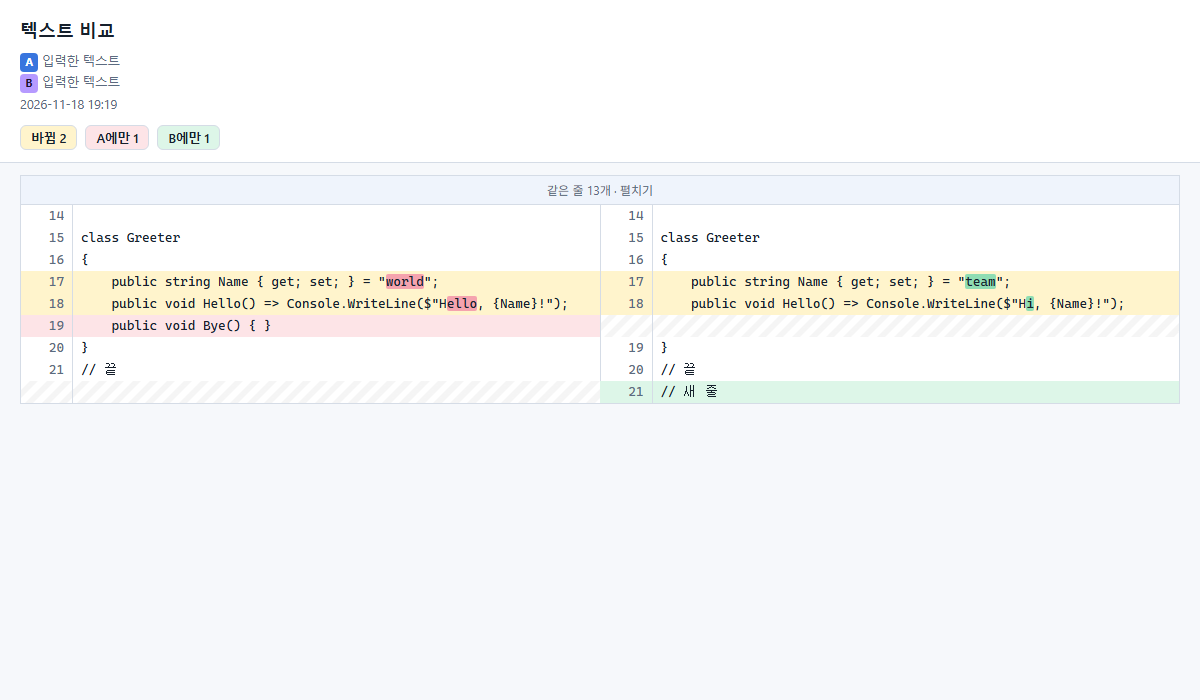 텍스트 비교
A 입력한 텍스트
B 입력한 텍스트
2026-11-18 19:19
바뀜 2 A에만 1 B에만 1
같은 줄 13개 · 펼치기
14 14
15 class Greeter 15 class Greeter
16 { 16 {
17     public string Name { get; set; } = "world"; 17     public string Name { get; set; } = "team";
18     public void Hello() => Console.WriteLine($"Hello, {Name}!"); 18     public void Hello() => Console.WriteLine($"Hi, {Name}!");
19     public void Bye() { }
20 } 19 }
21 // 끝 20 // 끝
21 // 새 줄